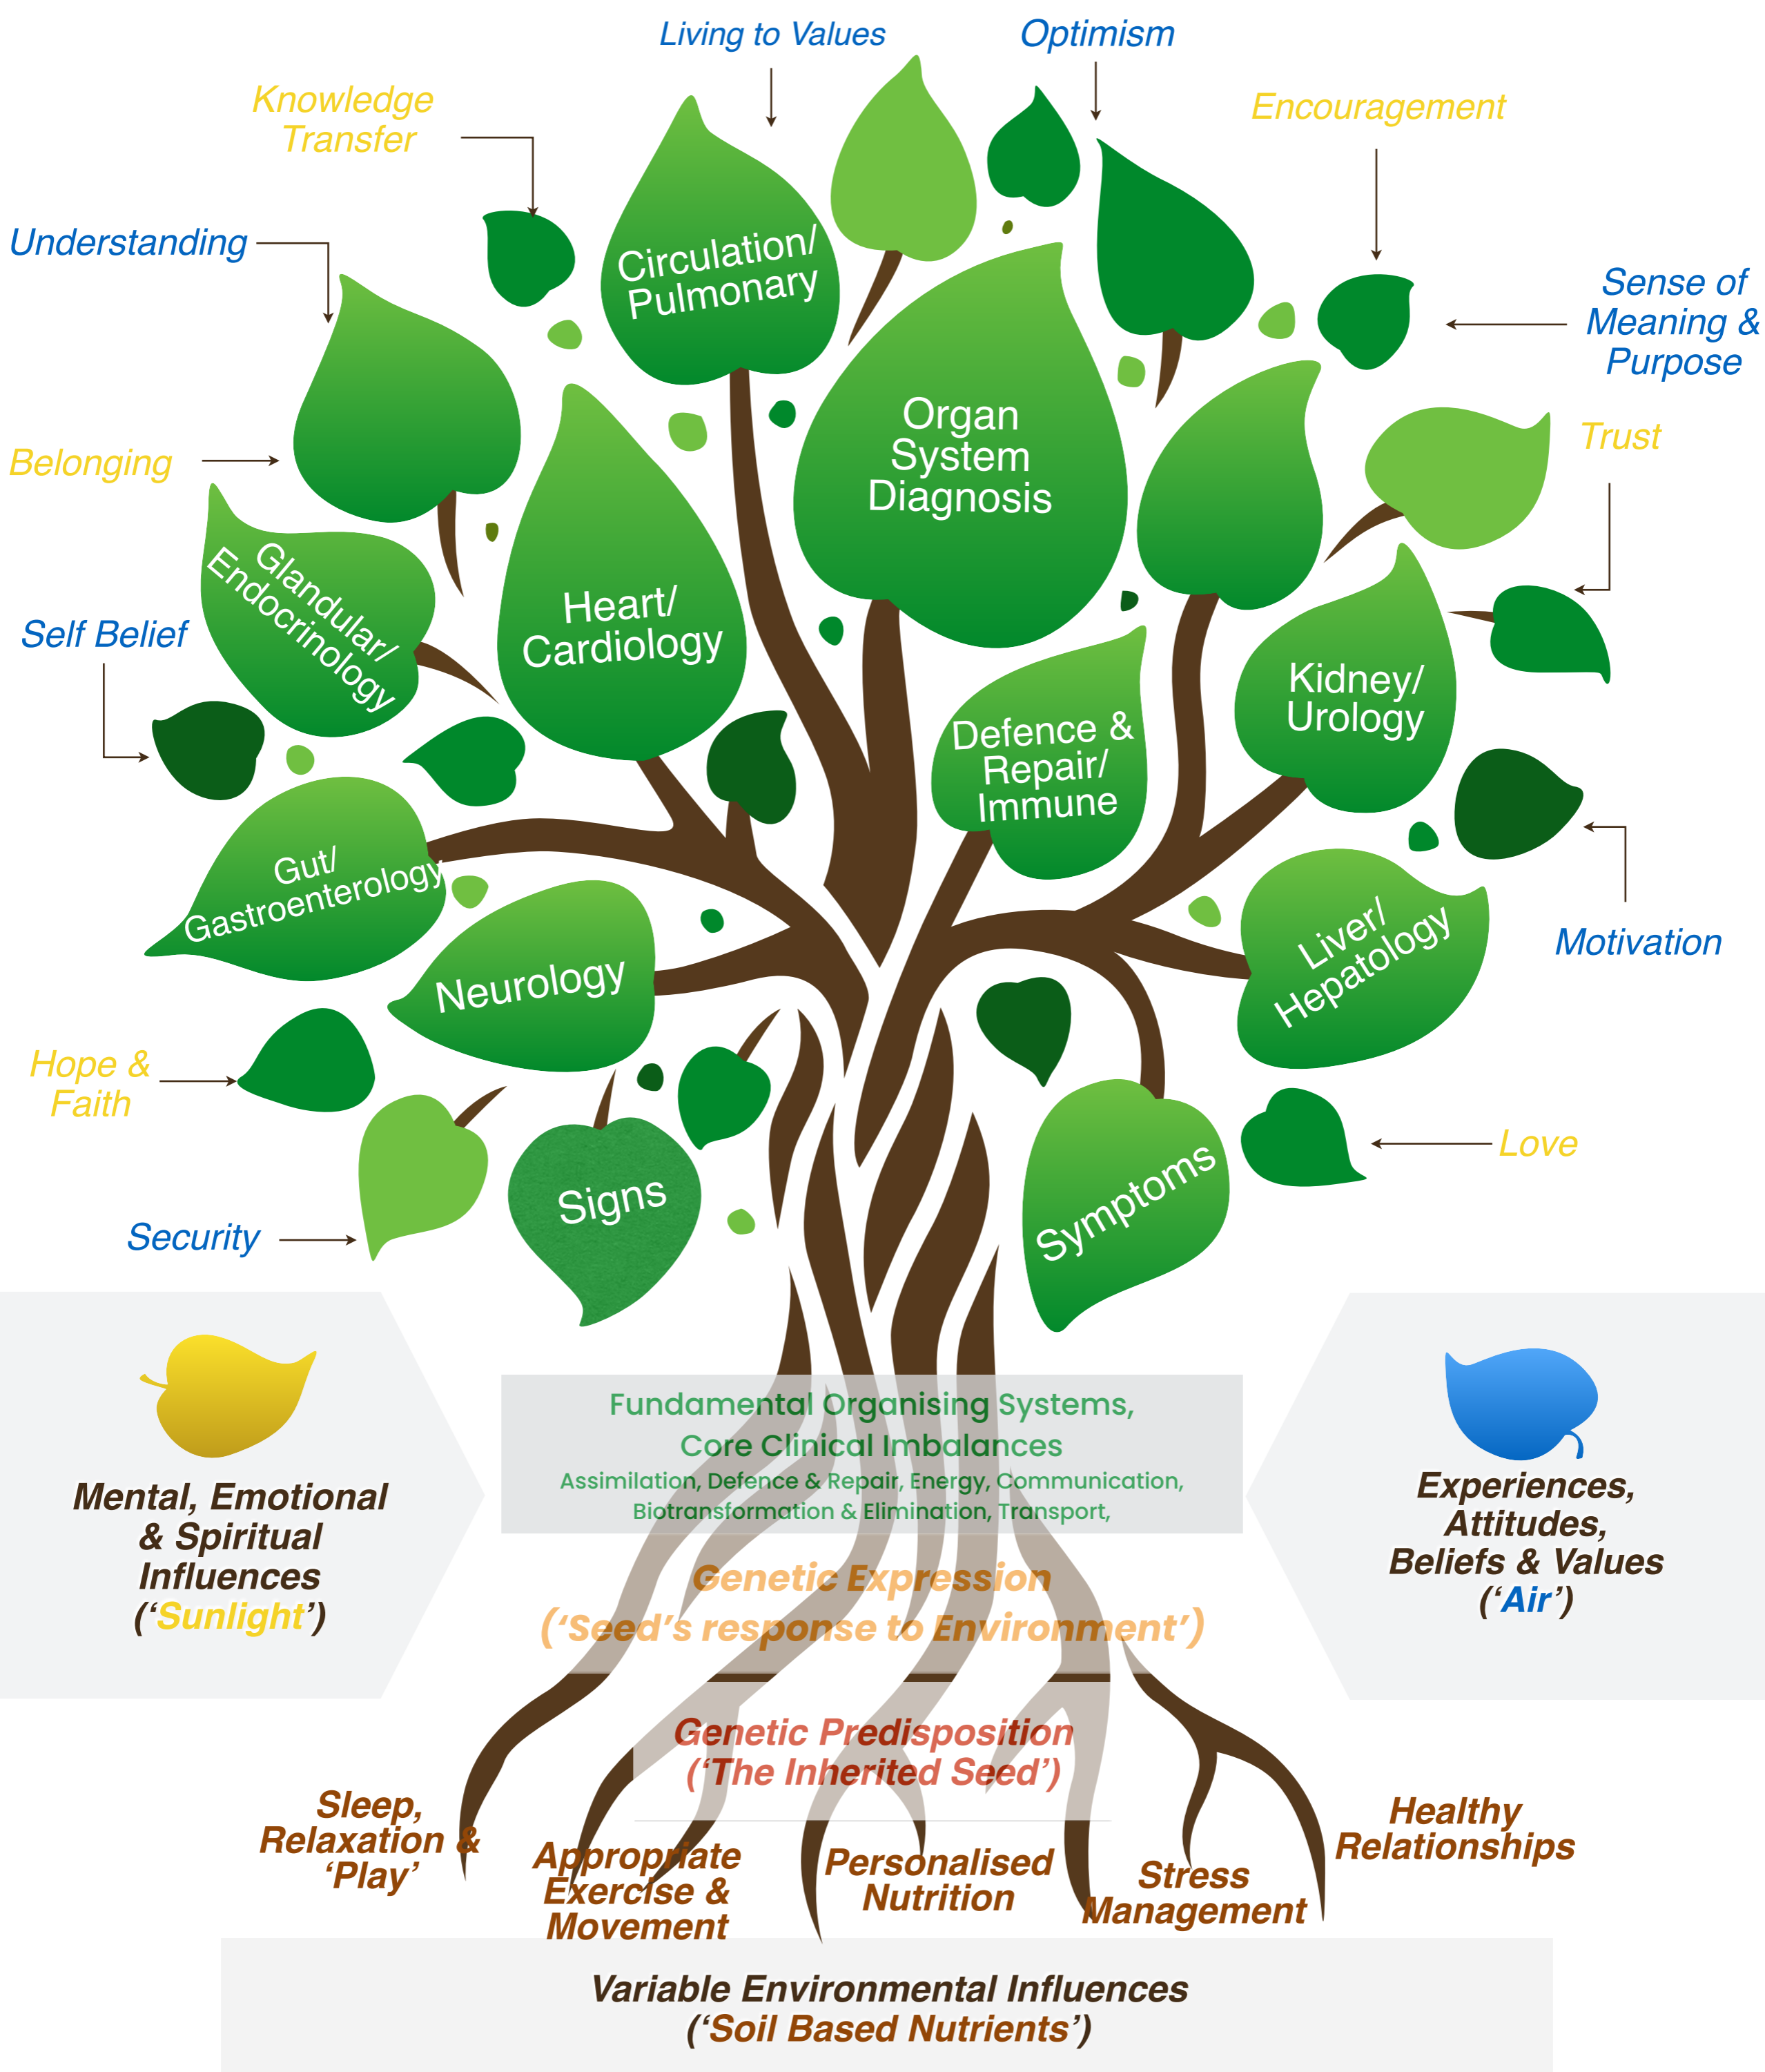 Living to Values
Optimism
Knowledge
Transfer
Encouragement
Understanding
Circulation/
Pulmonary
Sense of
Meaning &
Purpose
Organ
System
Diagnosis
Trust
Belonging
Glandular/
Endocrinology
Heart/
Cardiology
Self Belief
Kidney/
Urology
Defence &
Repair/
Immune
Gut/
Gastroenterology
Liver/
Hepatology
Motivation
Neurology
Hope &
Faith
Love
Signs
Symptoms
Security
Mental, Emotional
& Spiritual
Influences
(‘Sunlight’)
Fundamental Organising Systems,
Core Clinical Imbalances
Assimilation, Defence & Repair, Energy, Communication,
Biotransformation & Elimination, Transport,
Experiences,
Attitudes,
Beliefs & Values
(‘Air’)
Genetic Expression
(‘Seed’s response to Environment’)
Genetic Predisposition
(‘The Inherited Seed’)
Sleep,
Relaxation &
‘Play’
Appropriate
Exercise &
Movement
Personalised
Nutrition
Stress
Management
Healthy
Relationships
Variable Environmental Influences
(‘Soil Based Nutrients’)